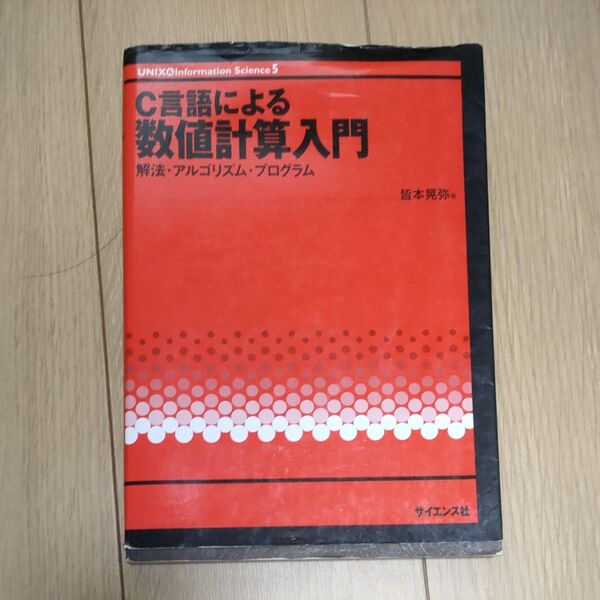 UNIX&Information Science5
C言語による
数値計算入門
解法・アルゴリズム・プログラム
皆本晃弥 著
サイエンス社